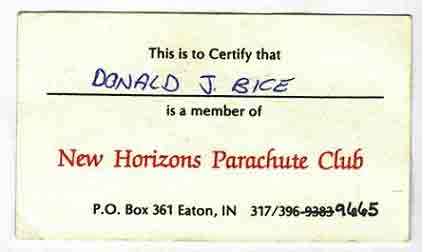 This is to Certify that
DONALD J. BICE
is a member of
New Horizons Parachute Club
P.O. Box 361 Eaton, IN 317/396-9383 9665